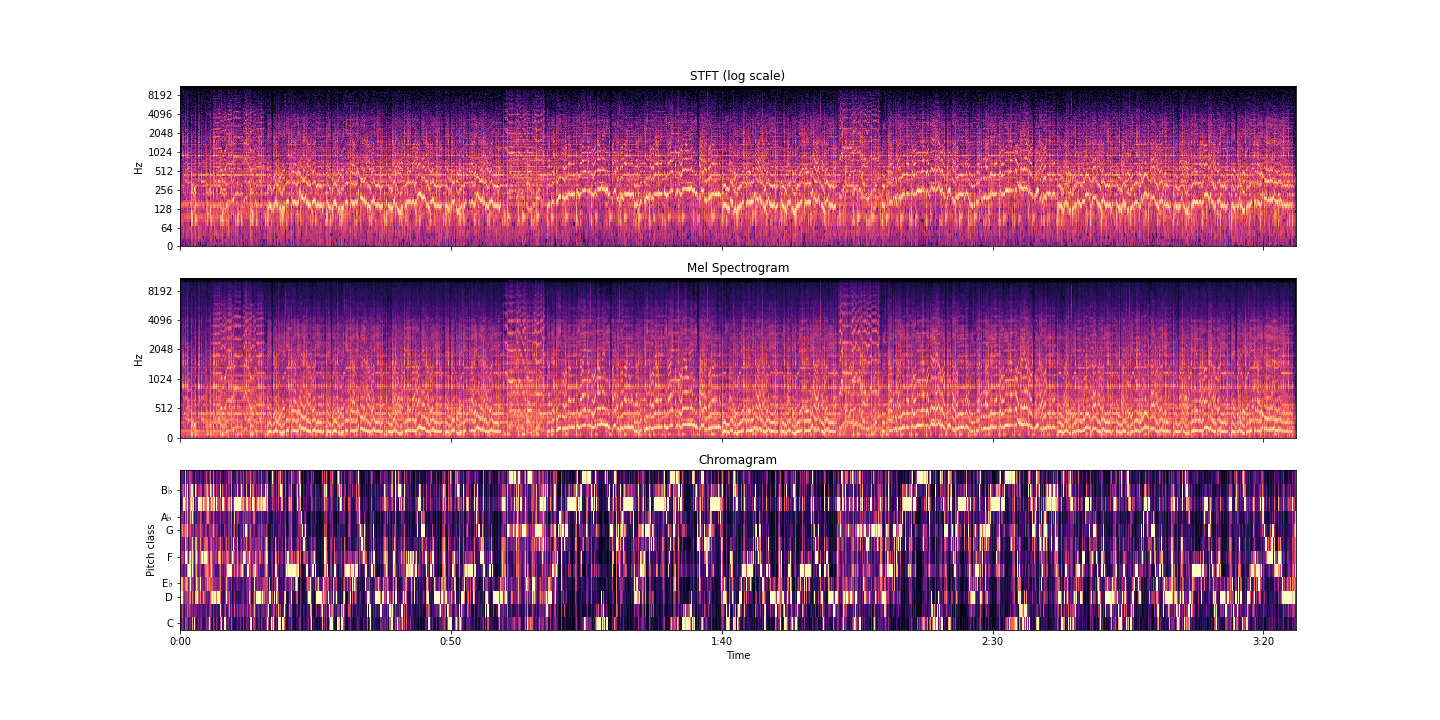 STFT (log scale)
8192
4096
2048
1024
512
256
128
64
0
Hz
Mel Spectrogram
8192
4096
2048
1024
512
0
Hz
Chromagram
B♭
A♭
G
F
E♭
D
C
Pitch class
0:00
0:50
1:40
2:30
3:20
Time